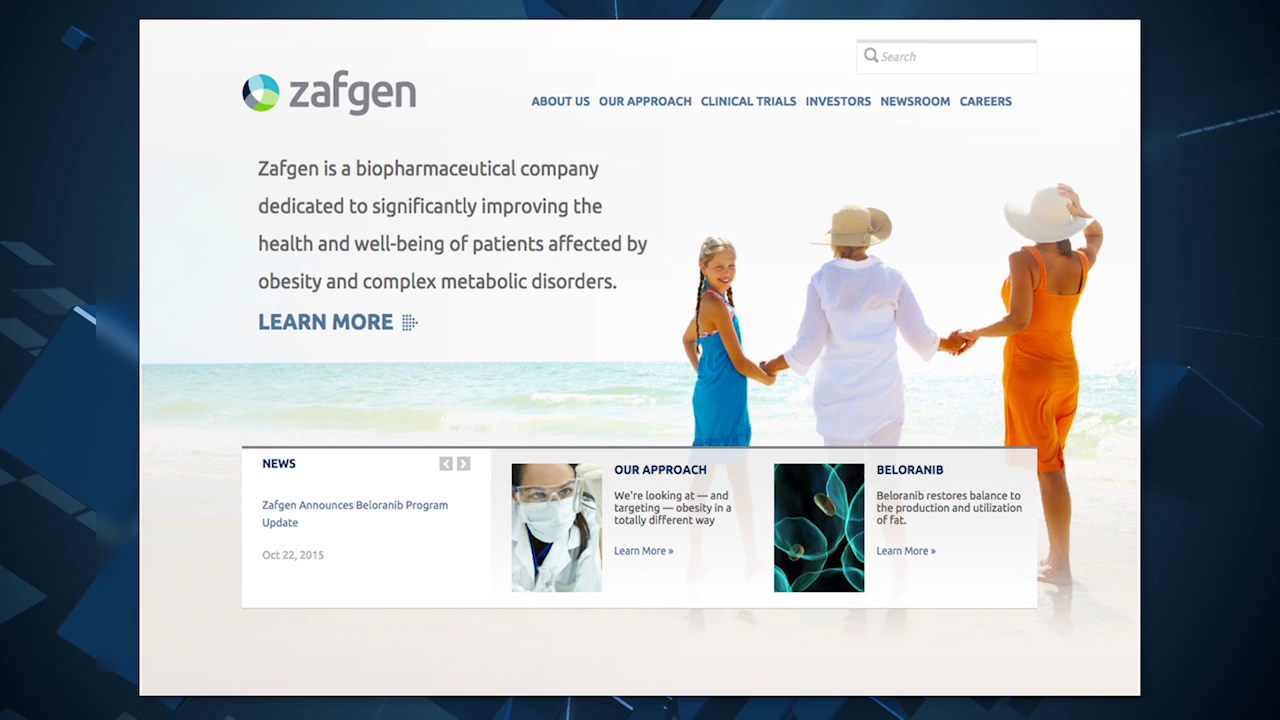 Search
zafgen
ABOUT US OUR APPROACH CLINICAL TRIALS INVESTORS NEWSROOM CAREERS
Zafgen is a biopharmaceutical company
dedicated to significantly improving the
health and well-being of patients affected by
obesity and complex metabolic disorders.
LEARN MORE
NEWS
Zafgen Announces Beloranib Program
Update
Oct 22, 2015
OUR APPROACH
We're looking at — and
targeting — obesity in a
totally different way
Learn More »
BELORANIB
Beloranib restores balance to
the production and utilization
of fat.
Learn More »